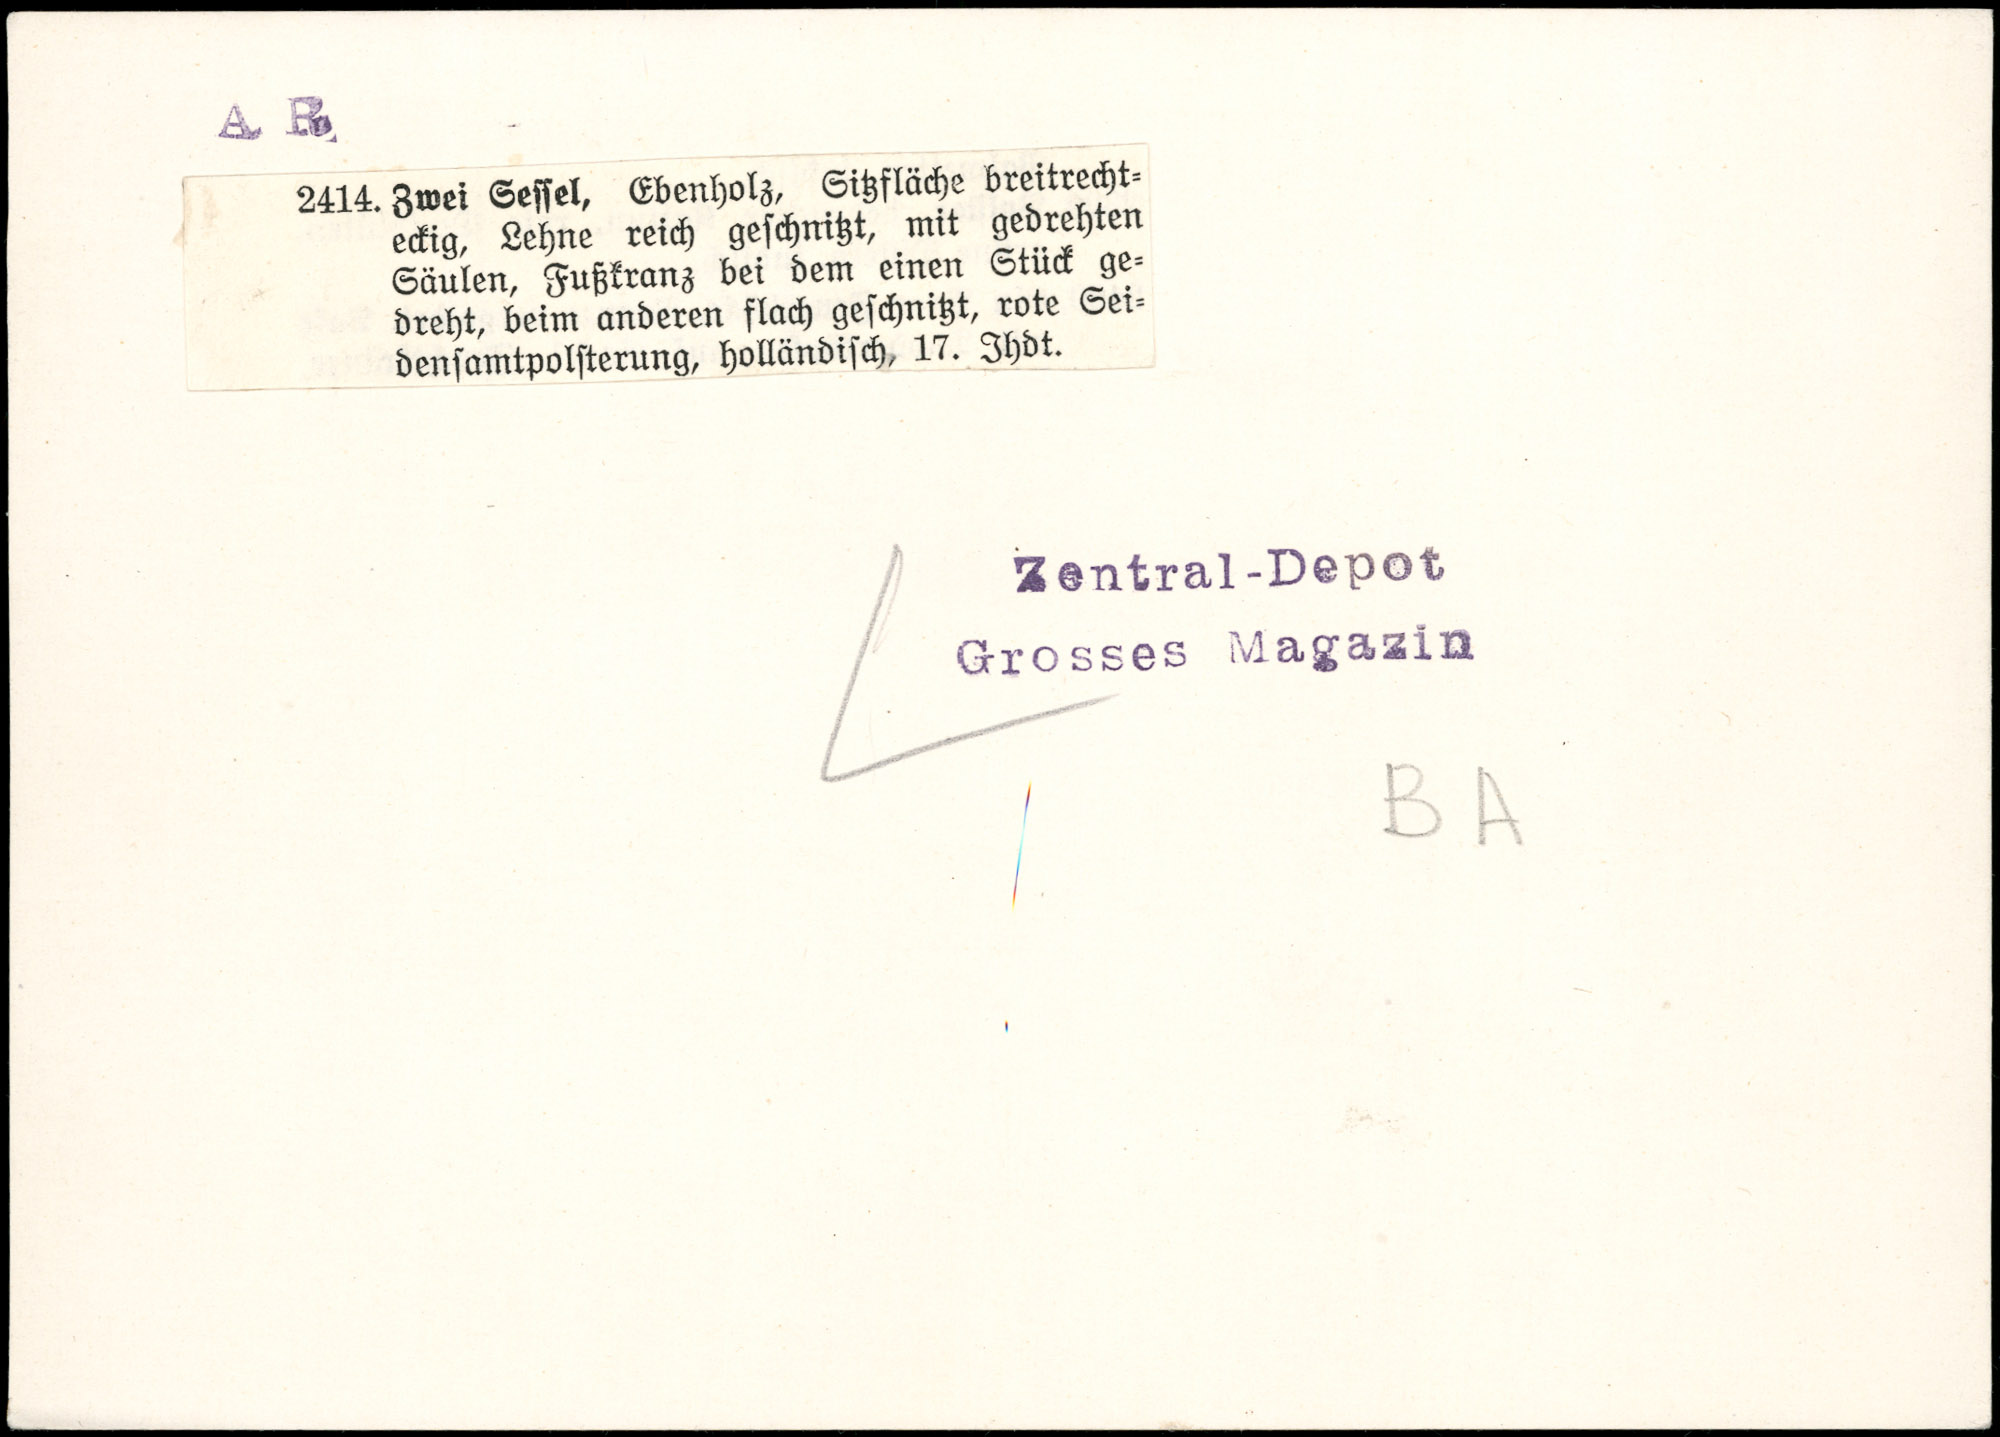 A R
2414. Zwei Seſſel, Ebenholz, Sitzfläche breitrecht-
eckig, Lehne reich geſchnitzt, mit gedrehten
Säulen, Fußkranz bei dem einen Stück ge-
dreht, beim anderen flach geſchnitzt, rote Sei-
denſamtpolſterung, holländiſch, 17. Jhdt.
Zentral-Depot
Grosses Magazin
B A